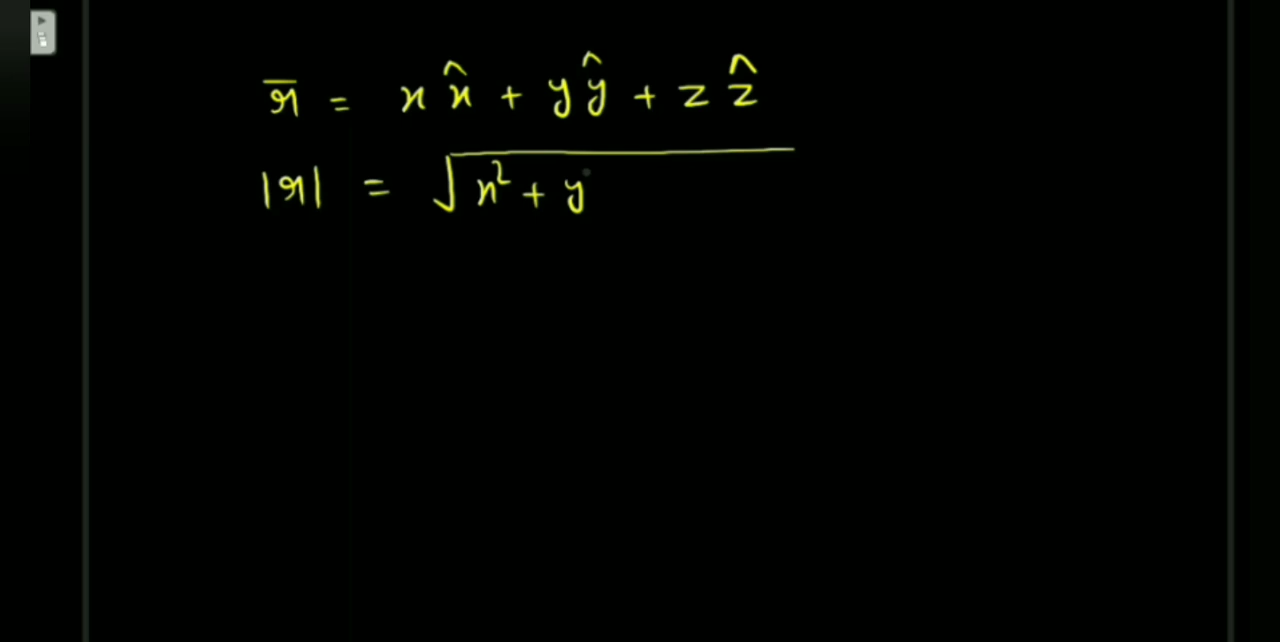 r̅ = x x̂ + y ŷ + z ẑ
|r| = √(x² + y